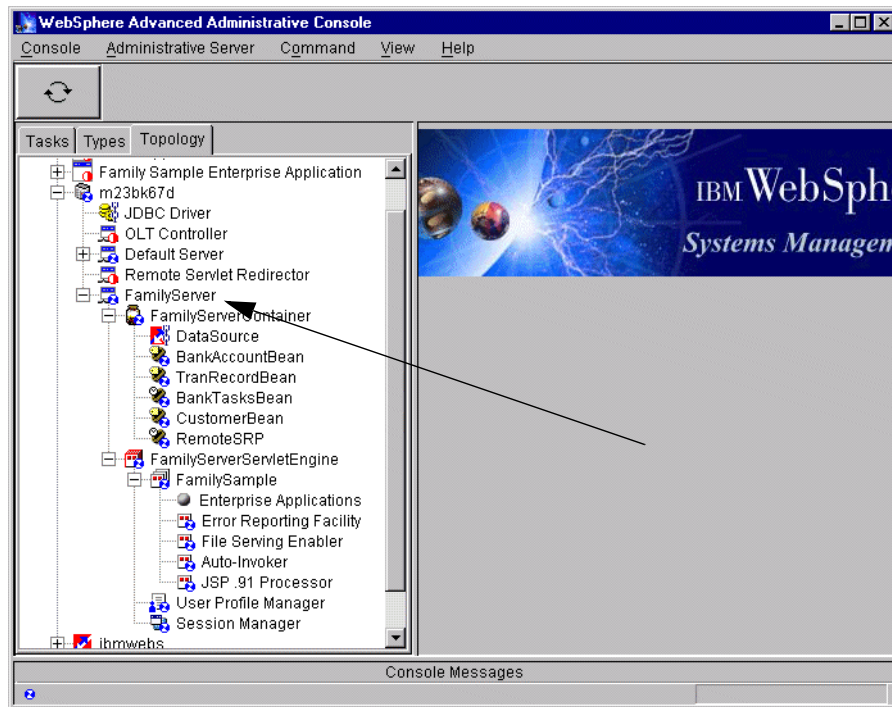 WebSphere Advanced Administrative Console
Console Administrative Server Command View Help
Tasks Types Topology
Family Sample Enterprise Application
m23bk67d
JDBC Driver
OLT Controller
Default Server
Remote Servlet Redirector
FamilyServer
FamilyServerContainer
DataSource
BankAccountBean
TranRecordBean
BankTasksBean
CustomerBean
RemoteSRP
FamilyServerServletEngine
FamilySample
Enterprise Applications
Error Reporting Facility
File Serving Enabler
Auto-Invoker
JSP .91 Processor
User Profile Manager
Session Manager
ibmwebs
IBM WebSph
Systems Managem
Console Messages